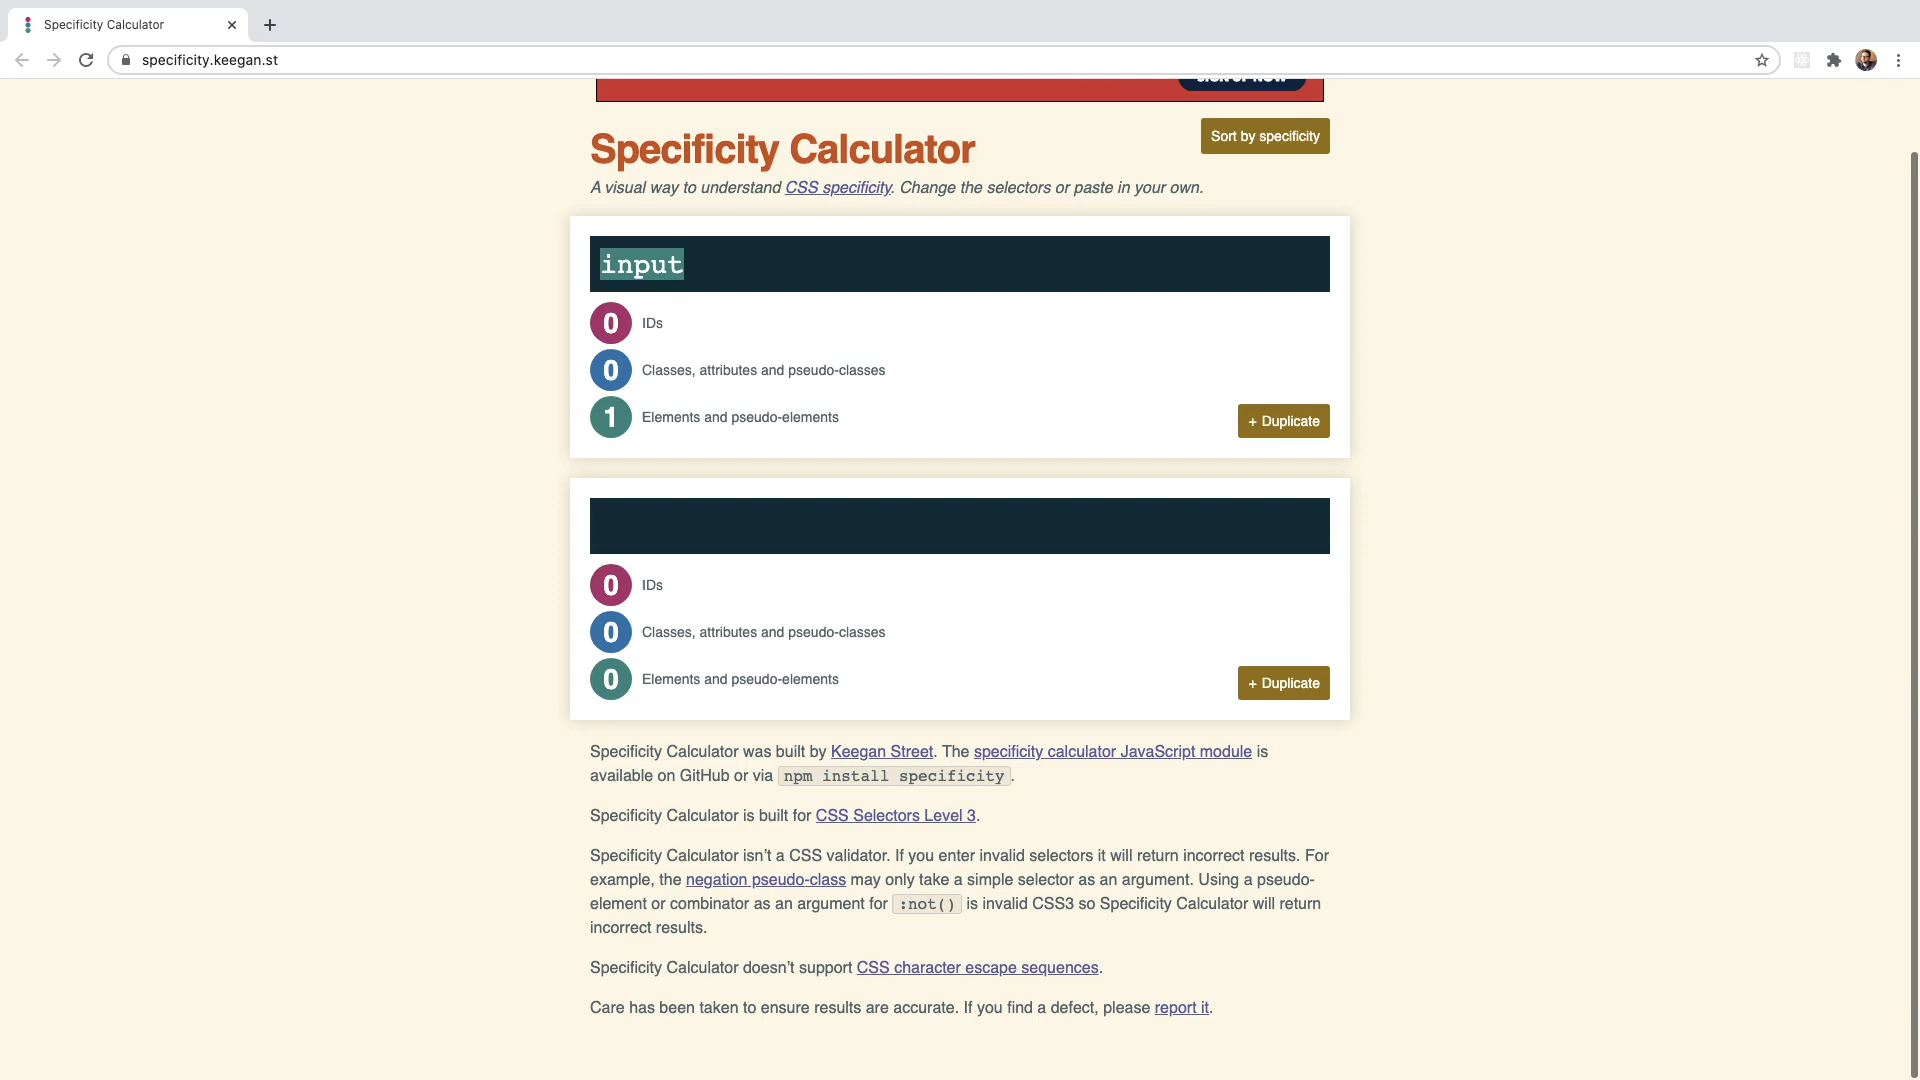 Specificity Calculator
specificity.keegan.st
Specificity Calculator
Sort by specificity
A visual way to understand CSS specificity. Change the selectors or paste in your own.
input
0 IDs
0 Classes, attributes and pseudo-classes
1 Elements and pseudo-elements
+ Duplicate
0 IDs
0 Classes, attributes and pseudo-classes
0 Elements and pseudo-elements
+ Duplicate
Specificity Calculator was built by Keegan Street. The specificity calculator JavaScript module is
available on GitHub or via npm install specificity.
Specificity Calculator is built for CSS Selectors Level 3.
Specificity Calculator isn’t a CSS validator. If you enter invalid selectors it will return incorrect results. For
example, the negation pseudo-class may only take a simple selector as an argument. Using a pseudo-
element or combinator as an argument for :not() is invalid CSS3 so Specificity Calculator will return
incorrect results.
Specificity Calculator doesn’t support CSS character escape sequences.
Care has been taken to ensure results are accurate. If you find a defect, please report it.